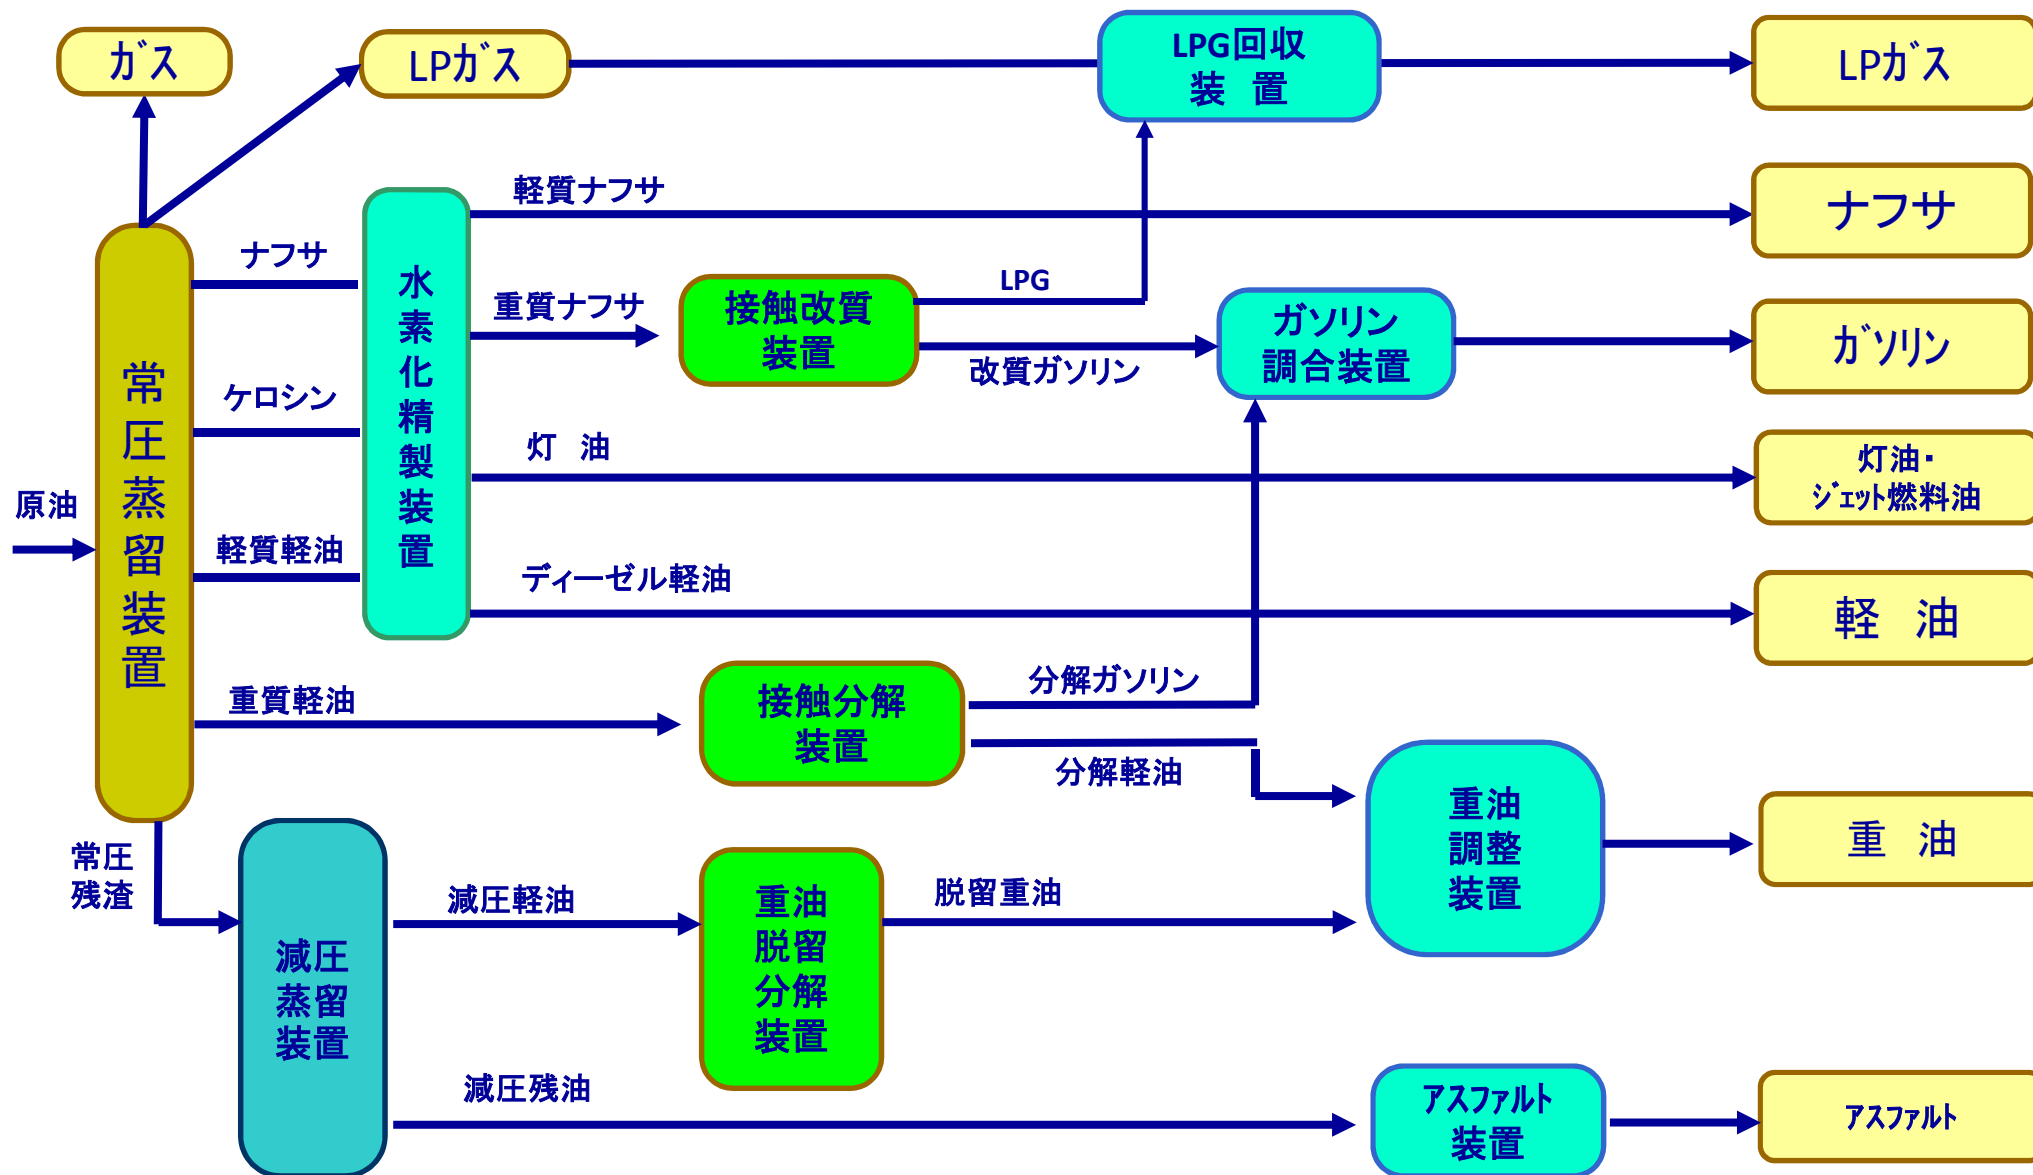 ｶﾞｽ
LPｶﾞｽ
LPG回収
装 置
LPｶﾞｽ
軽質ナフサ
ナフサ
ナフサ
水
素
化
精
製
装
置
重質ナフサ
接触改質
装置
LPG
改質ガソリン
ガソリン
調合装置
ｶﾞｿﾘﾝ
常
圧
蒸
留
装
置
ケロシン
灯 油
灯油・
ｼﾞｪｯﾄ燃料油
原油
軽質軽油
ディーゼル軽油
軽 油
重質軽油
接触分解
装置
分解ガソリン
分解軽油
重油
調整
装置
重 油
常圧
残渣
減圧
蒸留
装置
減圧軽油
重油
脱留
分解
装置
脱留重油
減圧残油
ｱｽﾌｧﾙﾄ
装置
ｱｽﾌｧﾙﾄ